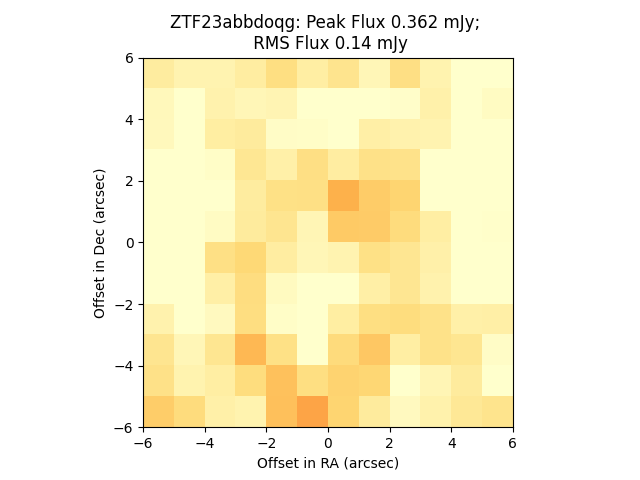 ZTF23abbdoqg: Peak Flux 0.362 mJy;
RMS Flux 0.14 mJy
6
4
2
0
−2
−4
−6
Offset in Dec (arcsec)
−6 −4 −2 0 2 4 6
Offset in RA (arcsec)